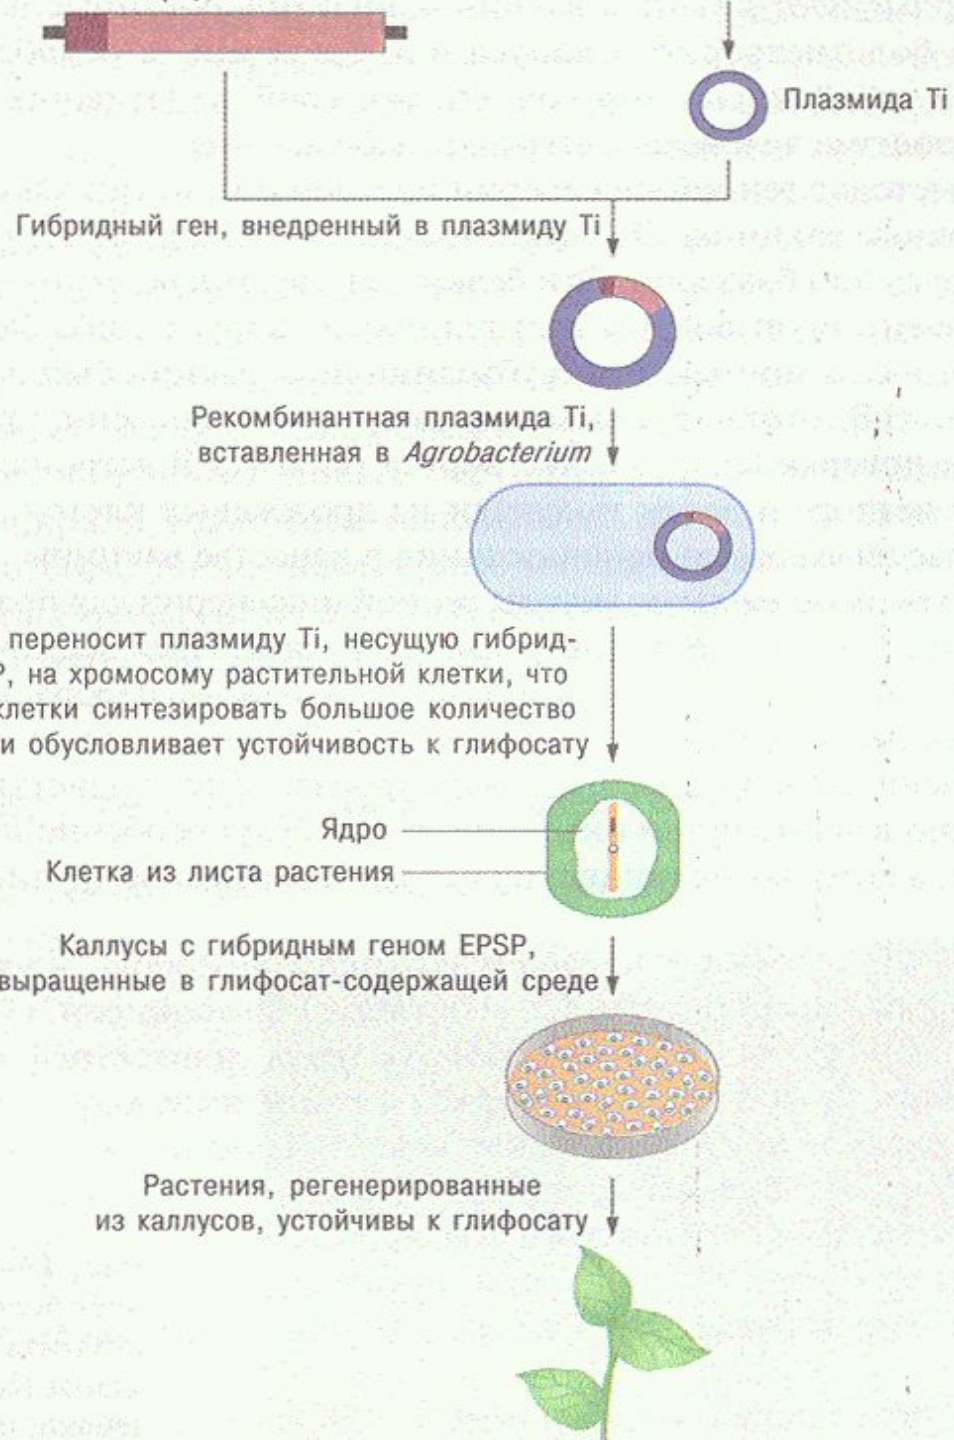 Плазмида Ti
Гибридный ген, внедренный в плазмиду Ti
Рекомбинантная плазмида Ti,
вставленная в Agrobacterium
переносит плазмиду Ti, несущую гибрид-
Р, на хромосому растительной клетки, что
клетки синтезировать большое количество
и обусловливает устойчивость к глифосату
Ядро
Клетка из листа растения
Каллусы с гибридным геном EPSP,
выращенные в глифосат-содержащей среде
Растения, регенерированные
из каллусов, устойчивы к глифосату